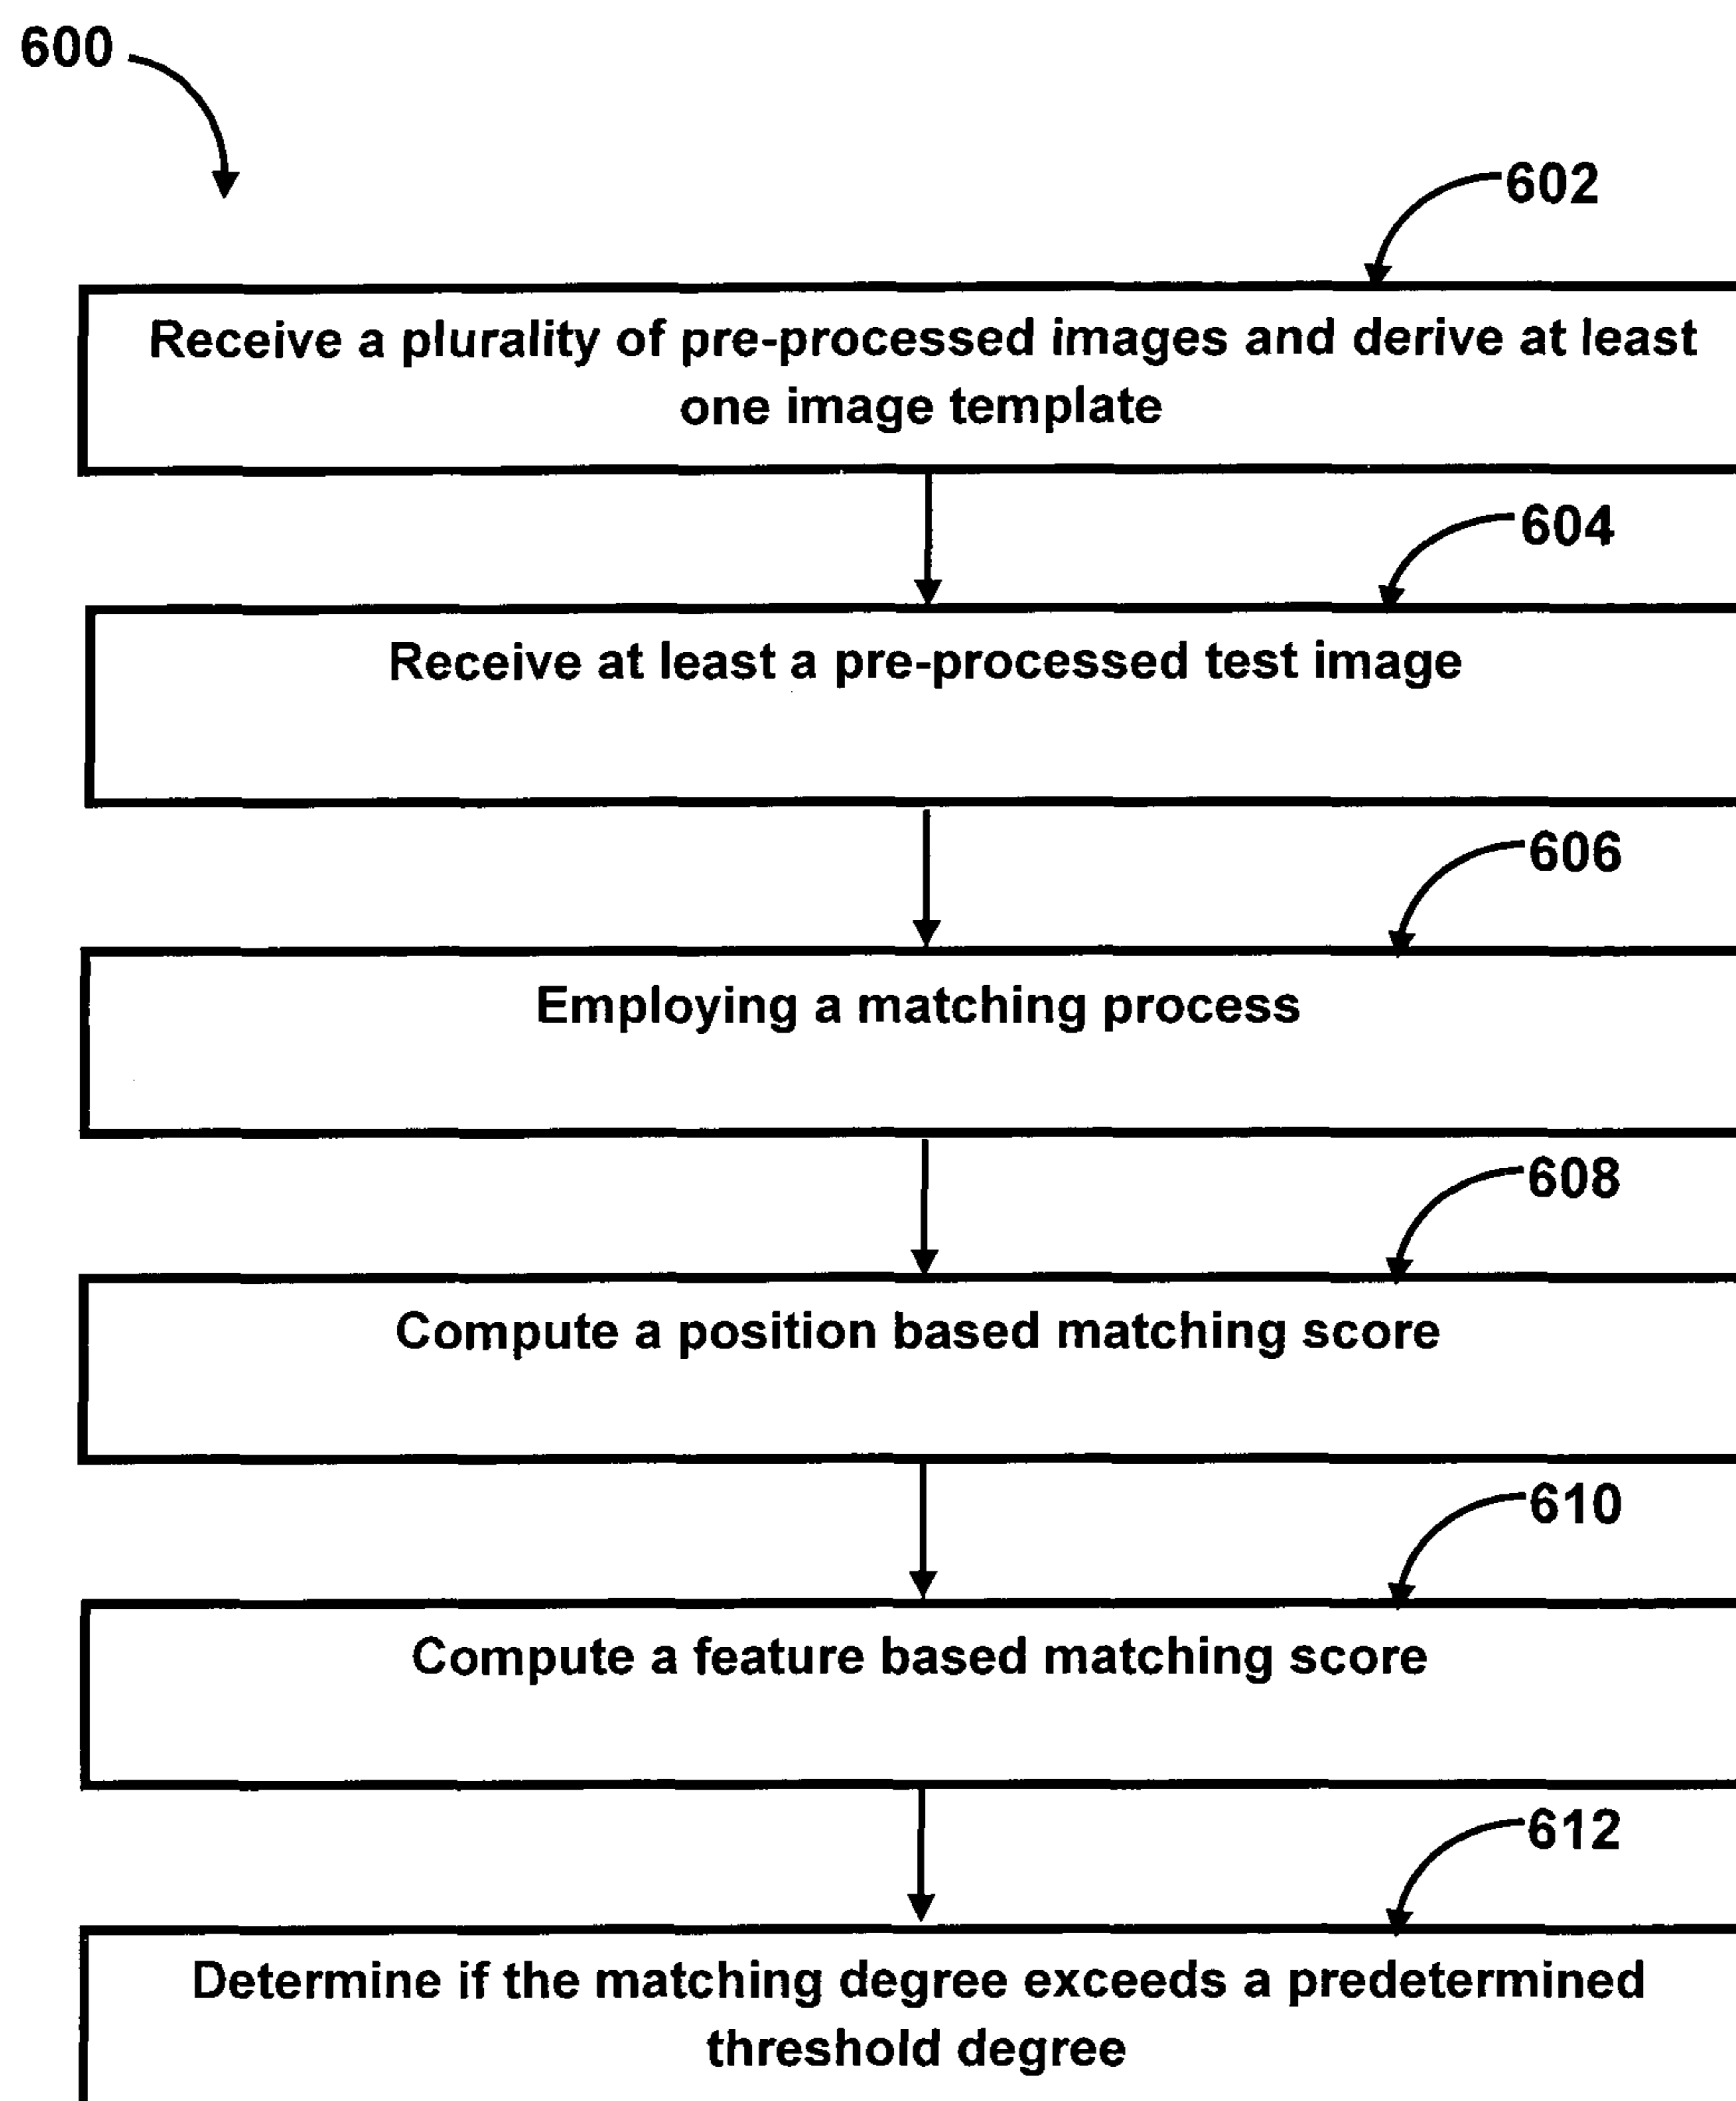 600
602
Receive a plurality of pre-processed images and derive at least
one image template
604
Receive at least a pre-processed test image
606
Employing a matching process
608
Compute a position based matching score
610
Compute a feature based matching score
612
Determine if the matching degree exceeds a predetermined
threshold degree